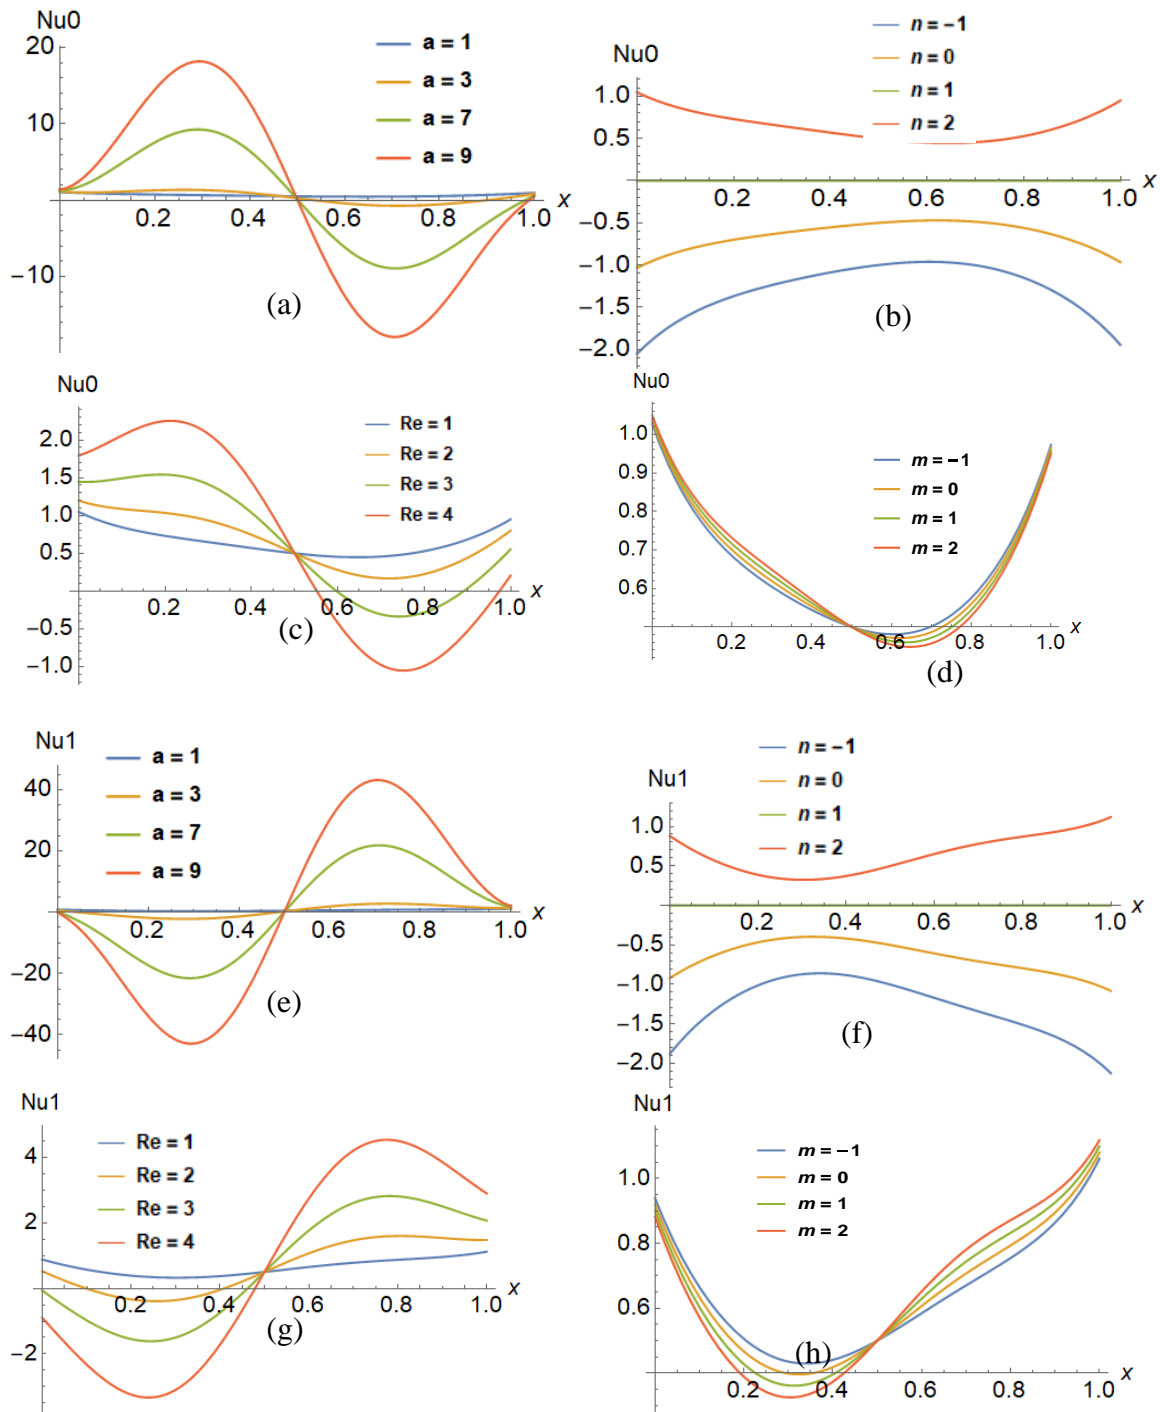 Nu0
a = 1
a = 3
a = 7
a = 9
20
10
−10
0.2
0.4
0.6
0.8
1.0
x
(a)
n = −1
n = 0
n = 1
n = 2
Nu0
1.0
0.5
−0.5
−1.0
−1.5
−2.0
0.2
0.4
0.6
0.8
1.0
x
(b)
Nu0
Re = 1
Re = 2
Re = 3
Re = 4
2.0
1.5
1.0
0.5
−0.5
−1.0
0.2
0.4
0.6
0.8
1.0
x
(c)
Nu0
m = −1
m = 0
m = 1
m = 2
1.0
0.9
0.8
0.7
0.6
0.2
0.4
0.6
0.8
1.0
x
(d)
Nu1
a = 1
a = 3
a = 7
a = 9
40
20
−20
−40
0.2
0.4
0.6
0.8
1.0
x
(e)
n = −1
n = 0
n = 1
n = 2
Nu1
1.0
0.5
−0.5
−1.0
−1.5
−2.0
0.2
0.4
0.6
0.8
1.0
x
(f)
Nu1
Re = 1
Re = 2
Re = 3
Re = 4
4
2
−2
0.2
0.4
0.6
0.8
1.0
x
(g)
Nu1
m = −1
m = 0
m = 1
m = 2
1.0
0.8
0.6
0.2
0.4
0.6
0.8
1.0
x
(h)